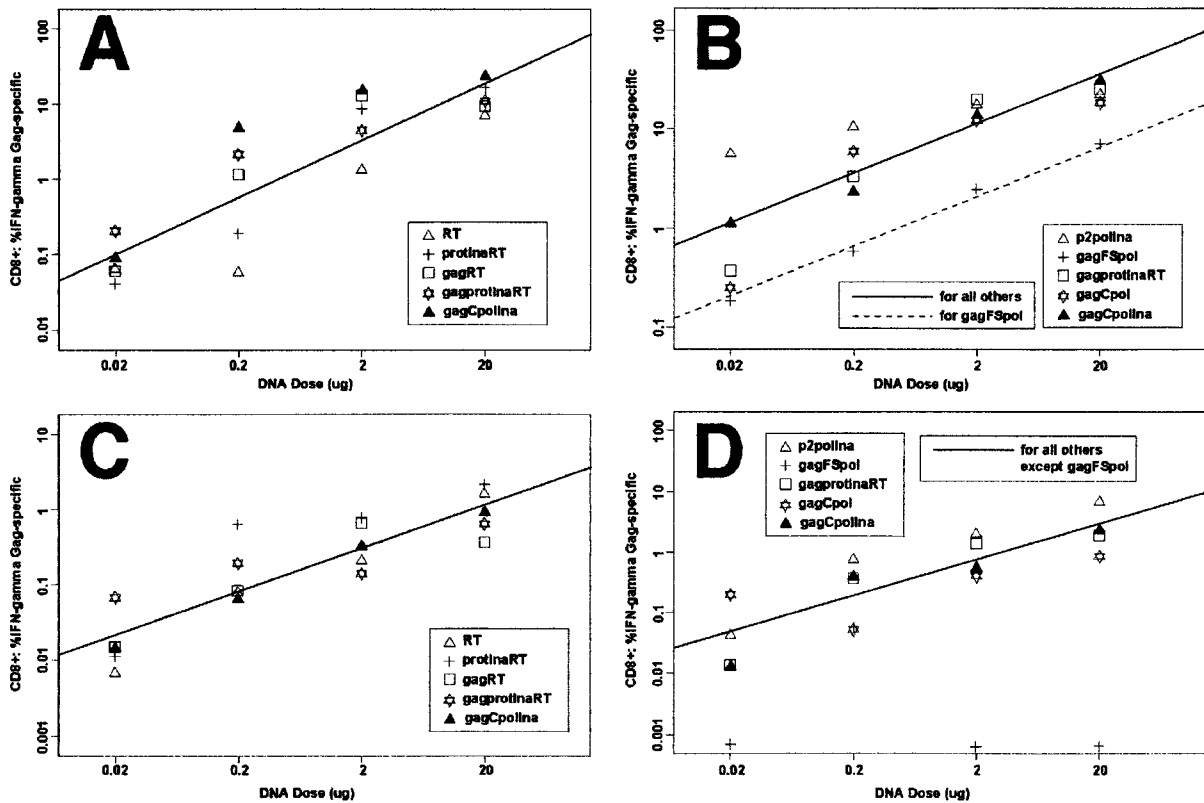 A
CD8+: %IFN-gamma Gag-specific
100
10
1
0.1
0.01
RT
protinaRT
gagRT
gagprotinaRT
gagCpolina
0.02
0.2
2
20
DNA Dose (ug)
B
CD8+: %IFN-gamma Gag-specific
100
10
1
0.1
p2polina
gagFSpol
gagprotinaRT
gagCpol
gagCpolina
for all others
for gagFSpol
0.02
0.2
2
20
DNA Dose (ug)
C
CD8+: %IFN-gamma Gag-specific
10
1
0.1
0.01
0.001
RT
protinaRT
gagRT
gagprotinaRT
gagCpolina
0.02
0.2
2
20
DNA Dose (ug)
D
CD8+: %IFN-gamma Gag-specific
100
10
1
0.1
0.01
0.001
p2polina
gagFSpol
gagprotinaRT
gagCpol
gagCpolina
for all others
except gagFSpol
0.02
0.2
2
20
DNA Dose (ug)